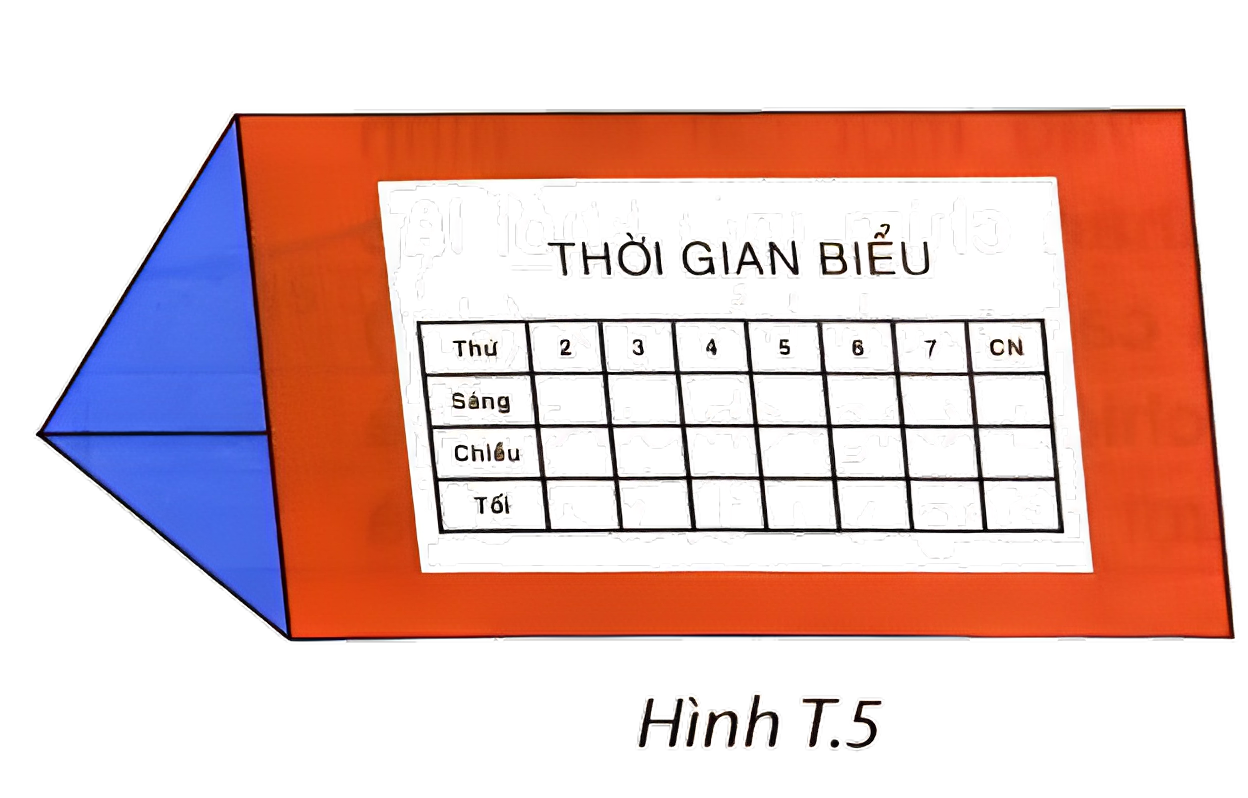 THỜI GIAN BIỂU
Thứ 2 3 4 5 6 7 CN
Sáng
Chiều
Tối
Hình T.5